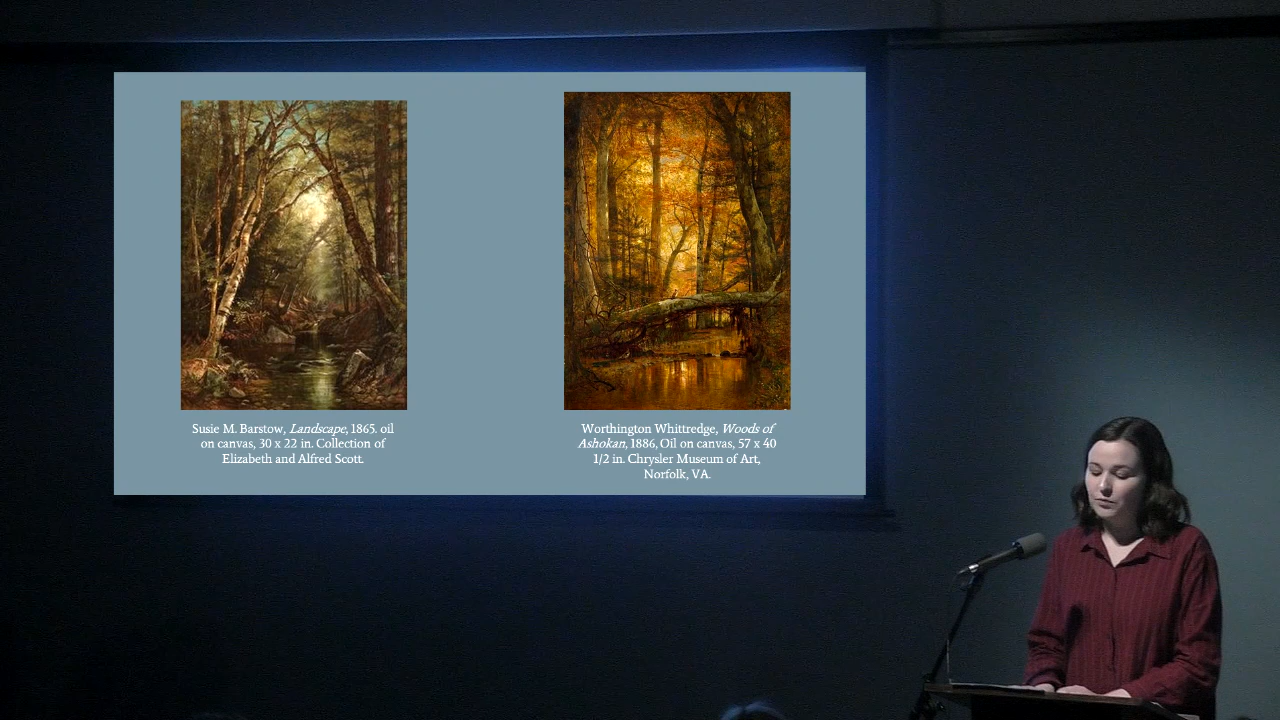 Susie M. Barstow, Landscape, 1865. oil
on canvas, 30 x 22 in. Collection of
Elizabeth and Alfred Scott.
Worthington Whittredge, Woods of
Ashokan, 1886, Oil on canvas, 57 x 40
1/2 in. Chrysler Museum of Art,
Norfolk, VA.